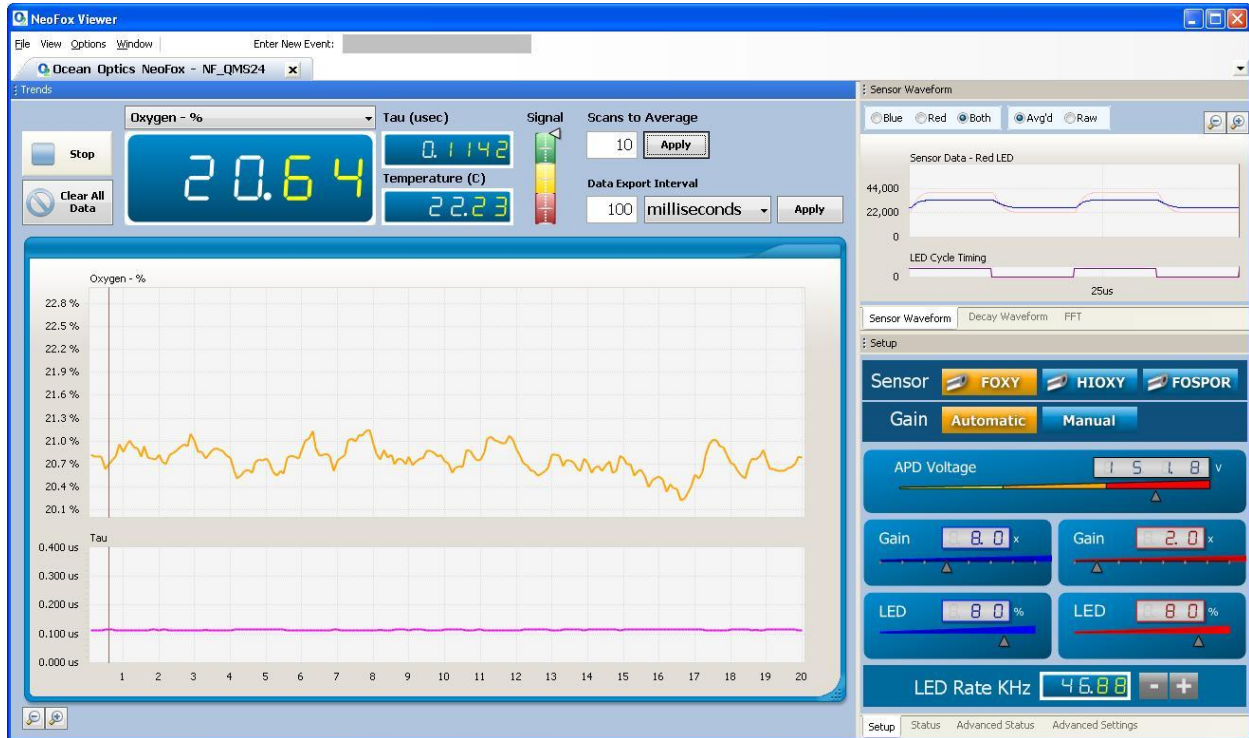 NeoFox Viewer
File View Options Window Enter New Event:
Ocean Optics NeoFox - NF_QMS24 x
Trends
Stop
Clear All
Data
Oxygen - %
20.64
Tau (usec)
0.1142
Temperature (C)
22.23
Signal
Scans to Average
10 Apply
Data Export Interval
100 milliseconds Apply
Oxygen - %
22.8 %
22.5 %
22.2 %
21.9 %
21.6 %
21.3 %
21.0 %
20.7 %
20.4 %
20.1 %
Tau
0.400 us
0.300 us
0.200 us
0.100 us
0.000 us
1 2 3 4 5 6 7 8 9 10 11 12 13 14 15 16 17 18 19 20
Sensor Waveform
Blue Red Both Avg'd Raw
Sensor Data - Red LED
44,000
22,000
0
LED Cycle Timing
0
25us
Sensor Waveform Decay Waveform FFT
Setup
Sensor FOXY HIOXY FOSPOR
Gain Automatic Manual
APD Voltage 151.8 V
Gain 8.0 x Gain 2.0 x
LED 80 % LED 80 %
LED Rate KHz 46.88 - +
Setup Status Advanced Status Advanced Settings